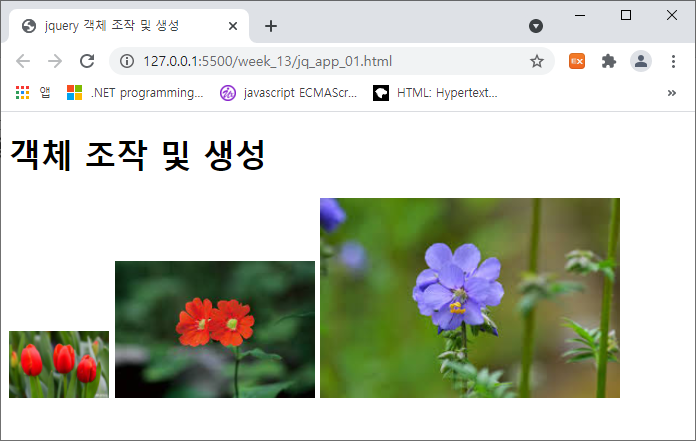 jquery 객체 조작 및 생성
127.0.0.1:5500/week_13/jq_app_01.html
앱 .NET programming... javascript ECMAScr... HTML: Hypertext... »
객체 조작 및 생성